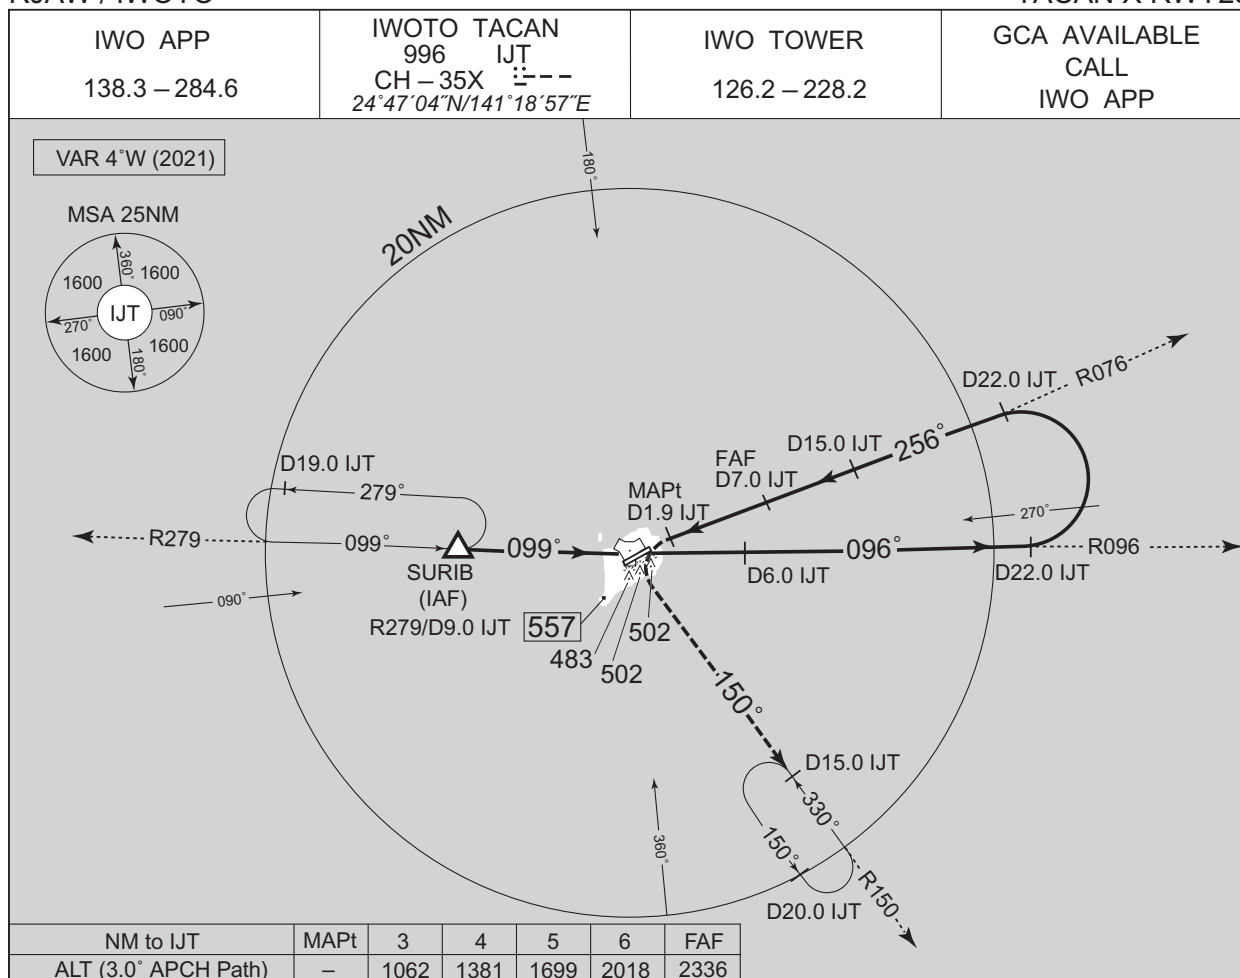 IWO APP
138.3 – 284.6
IWOTO TACAN
996 IJT
CH – 35X
24°47´04˝N/141°18´57˝E
IWO TOWER
126.2 – 228.2
GCA AVAILABLE
CALL
IWO APP
VAR 4°W (2021)
MSA 25NM
1600
360°
1600
IJT
270°
090°
1600
180°
1600
180°
20NM
R076
D22.0 IJT
256°
D15.0 IJT
FAF
D7.0 IJT
MAPt
D1.9 IJT
D19.0 IJT
279°
270°
R279
099°
099°
096°
R096
SURIB
(IAF)
R279/D9.0 IJT
D6.0 IJT
D22.0 IJT
090°
557
502
483
502
150°
D15.0 IJT
330°
150°
360°
R150
D20.0 IJT
NM to IJT MAPt 3 4 5 6 FAF
ALT (3.0° APCH Path) – 1062 1381 1699 2018 2336